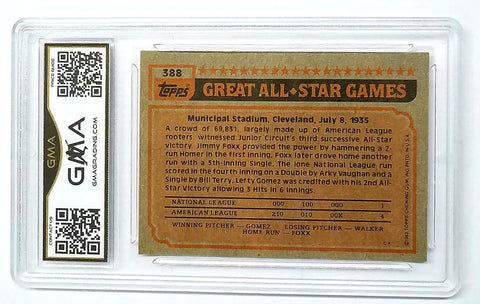 388
Topps
GREAT ALL★STAR GAMES
Municipal Stadium, Cleveland, July 8, 1935
A crowd of 69,831, largely made up of American League
rooters, witnessed Junior Circuit's third successive All-Star
victory. Jimmy Foxx provided the power by hammering a 2-
run Homer in the first inning. Foxx later drove home another
run with a 5th-inning Single. The lone National League run
scored in the fourth inning on a Double by Arky Vaughan and a
Single by Bill Terry. Lefty Gomez was credited with his 2nd All-
Star Victory allowing 3 Hits in 6 innings.
NATIONAL LEAGUE 000 100 000 1
AMERICAN LEAGUE 210 010 00X 4
WINNING PITCHER — GOMEZ LOSING PITCHER — WALKER
HOME RUN — FOXX
PRICE GUIDE
GMA
GMA
GMAGRADING.COM
CONTACT US